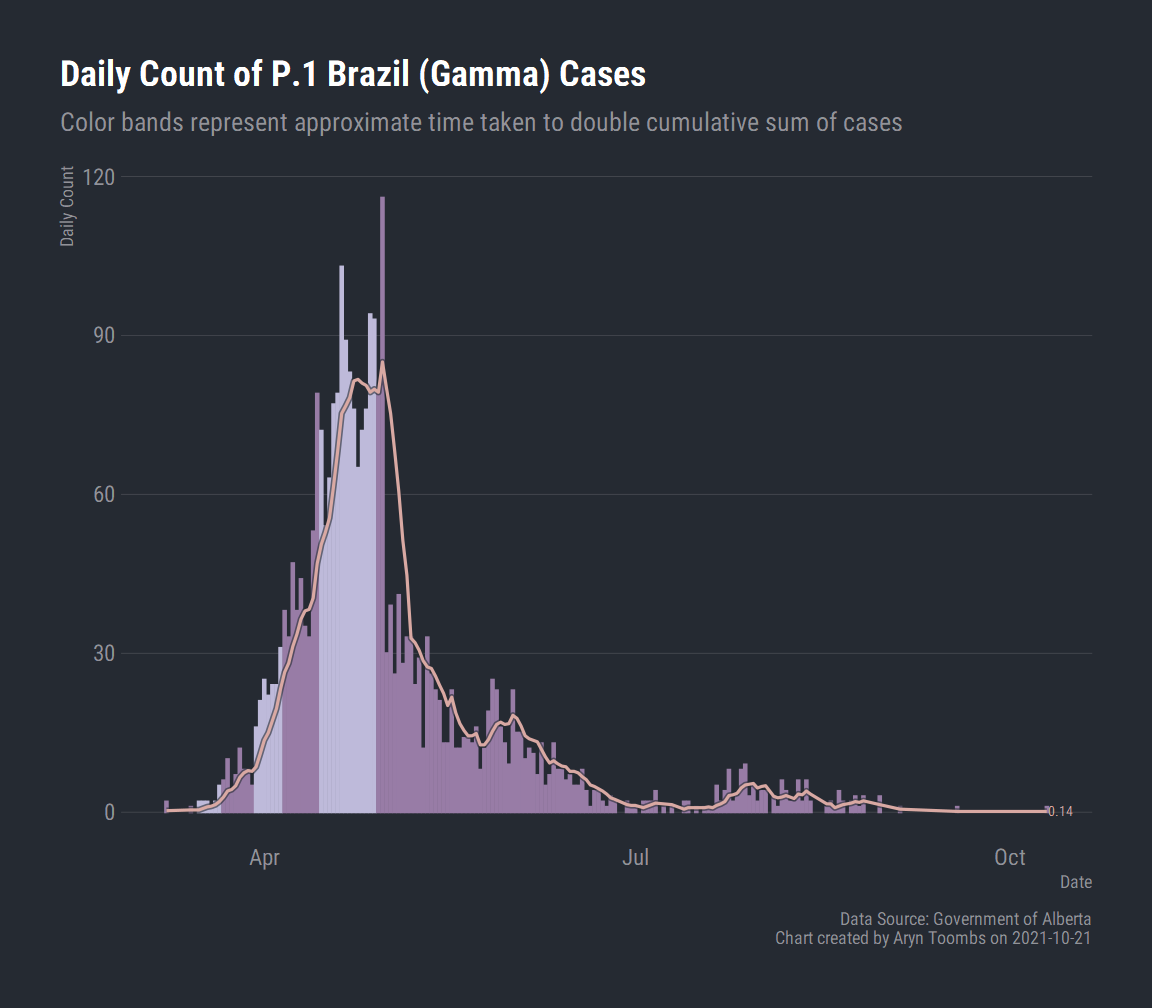 Daily Count of P.1 Brazil (Gamma) Cases
Color bands represent approximate time taken to double cumulative sum of cases
Daily Count
120
90
60
30
0
0.14
Apr
Jul
Oct
Date
Data Source: Government of Alberta
Chart created by Aryn Toombs on 2021-10-21